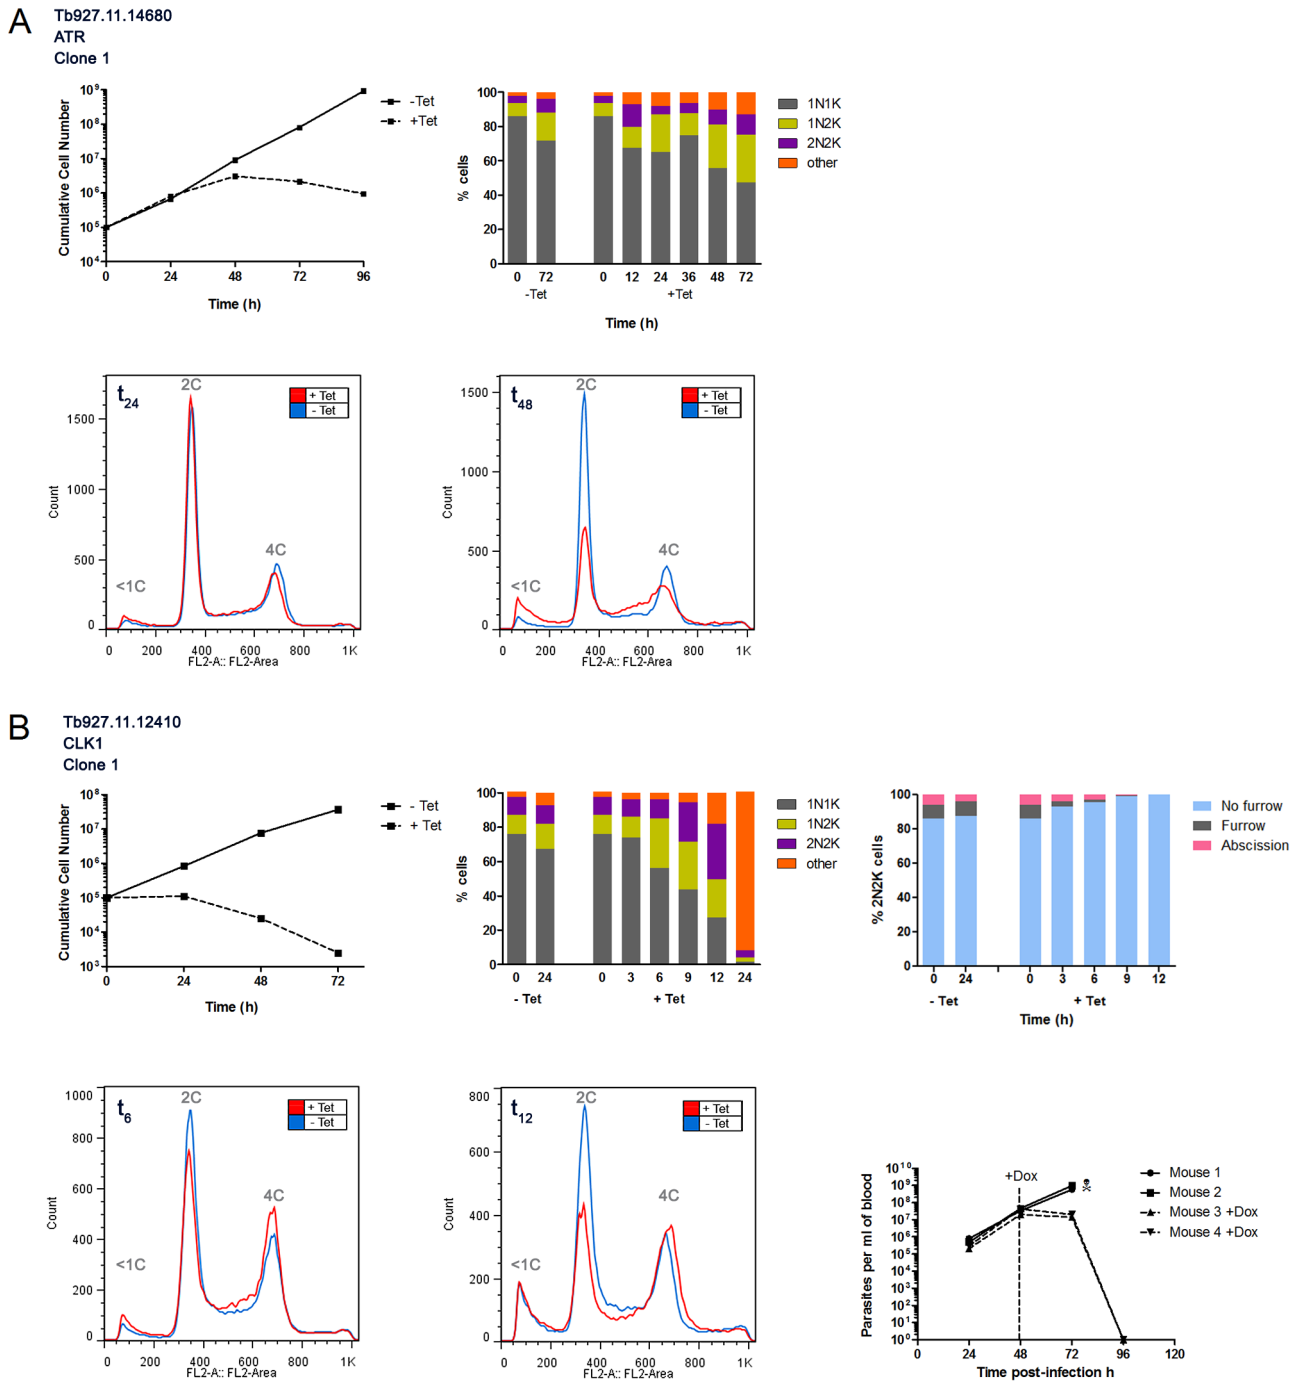 A
Tb927.11.14680
ATR
Clone 1
Cumulative Cell Number
10^9
10^8
10^7
10^6
10^5
10^4
0 24 48 72 96
Time (h)
-Tet
+Tet
% cells
100
80
60
40
20
0
0 72 0 12 24 36 48 72
-Tet +Tet
Time (h)
1N1K
1N2K
2N2K
other
t24
2C
4C
<1C
+ Tet
- Tet
Count
1500
1000
500
0
0 200 400 600 800 1K
FL2-A:: FL2-Area
t48
2C
4C
<1C
+ Tet
- Tet
Count
1500
1000
500
0
0 200 400 600 800 1K
FL2-A:: FL2-Area
B
Tb927.11.12410
CLK1
Clone 1
Cumulative Cell Number
10^8
10^7
10^6
10^5
10^4
10^3
0 24 48 72
Time (h)
- Tet
+ Tet
% cells
100
80
60
40
20
0
0 24 0 3 6 9 12 24
- Tet + Tet
Time (h)
1N1K
1N2K
2N2K
other
% 2N2K cells
100
80
60
40
20
0
0 24 0 3 6 9 12
- Tet + Tet
Time (h)
No furrow
Furrow
Abscission
t6
2C
4C
<1C
+ Tet
- Tet
Count
1000
800
600
400
200
0
0 200 400 600 800 1K
FL2-A:: FL2-Area
t12
2C
4C
<1C
+ Tet
- Tet
Count
800
600
400
200
0
0 200 400 600 800 1K
FL2-A:: FL2-Area
Parasites per ml of blood
10^10
10^9
10^8
10^7
10^6
10^5
10^4
10^3
10^2
10^1
10^0
+Dox
0 24 48 72 96 120
Time post-infection h
Mouse 1
Mouse 2
Mouse 3 +Dox
Mouse 4 +Dox